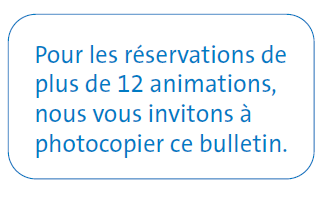 Pour les réservations de
plus de 12 animations,
nous vous invitons à
photocopier ce bulletin.